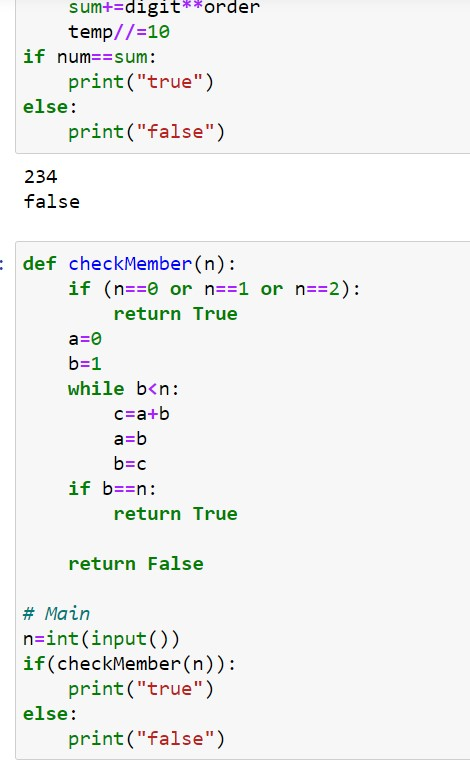 sum+=digit**order
temp//=10
if num==sum:
print("true")
else:
print("false")
234
false
: def checkMember(n):
if (n==0 or n==1 or n==2):
return True
a=0
b=1
while b<n:
c=a+b
a=b
b=c
if b==n:
return True
return False
# Main
n=int(input())
if(checkMember(n)):
print("true")
else:
print("false")